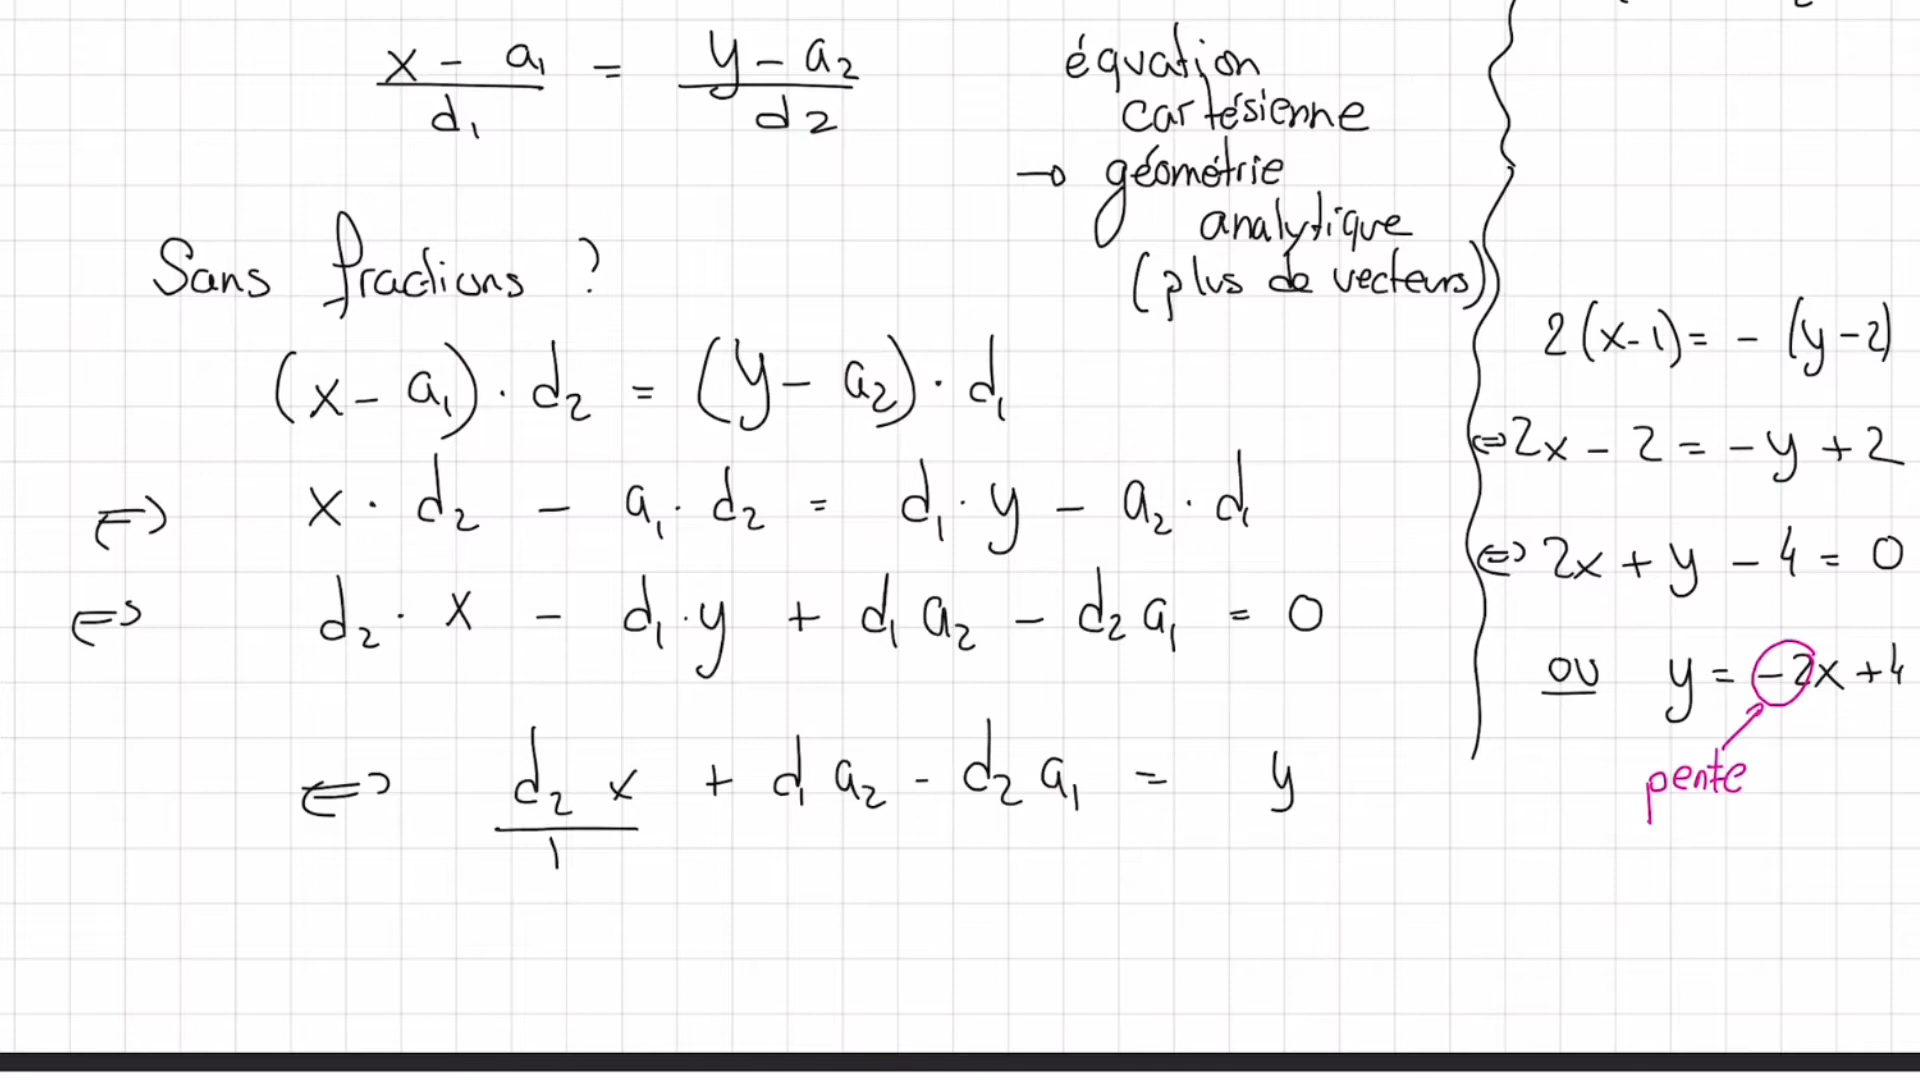 x - a₁ / d₁ = y - a₂ / d₂
équation
cartésienne
→ géométrie
analytique
(plus de vecteurs)
Sans fractions ?
(x - a₁) · d₂ = (y - a₂) · d₁
⇔ x · d₂ - a₁ · d₂ = d₁ · y - a₂ · d₁
⇔ d₂ · x - d₁ · y + d₁ a₂ - d₂ a₁ = 0
⇔ d₂ x / 1 + d₁ a₂ - d₂ a₁ = y
2(x-1) = - (y-2)
⇔ 2x - 2 = -y + 2
⇔ 2x + y - 4 = 0
ou y = -2x + 4
pente